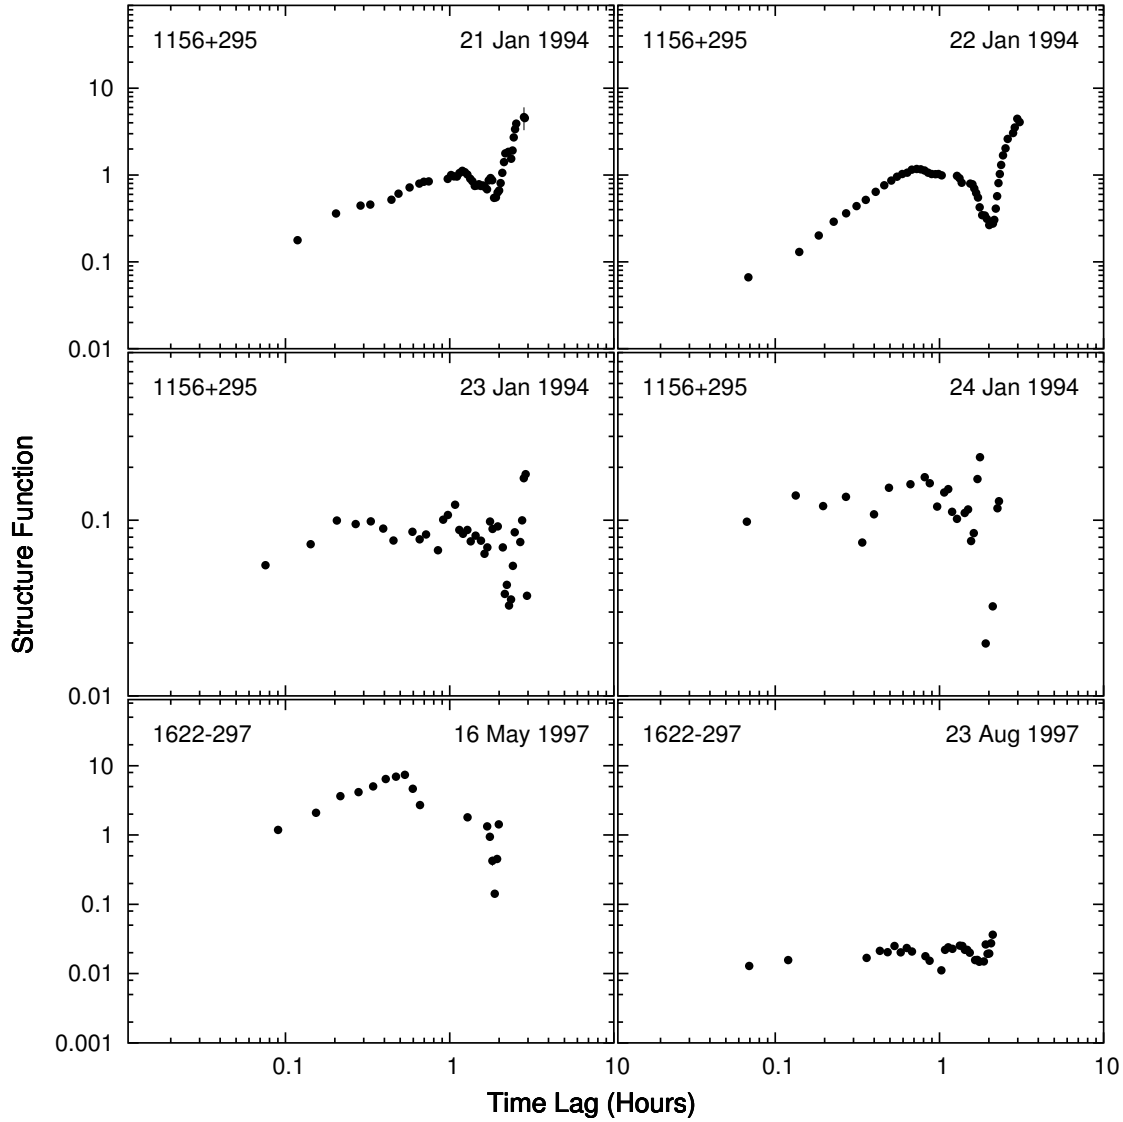 1156+295 21 Jan 1994
1156+295 22 Jan 1994
10
1
0.1
0.01
1156+295 23 Jan 1994
1156+295 24 Jan 1994
0.1
0.01
1622-297 16 May 1997
1622-297 23 Aug 1997
10
1
0.1
0.01
0.001
0.1 1 10
0.1 1 10
Structure Function
Time Lag (Hours)